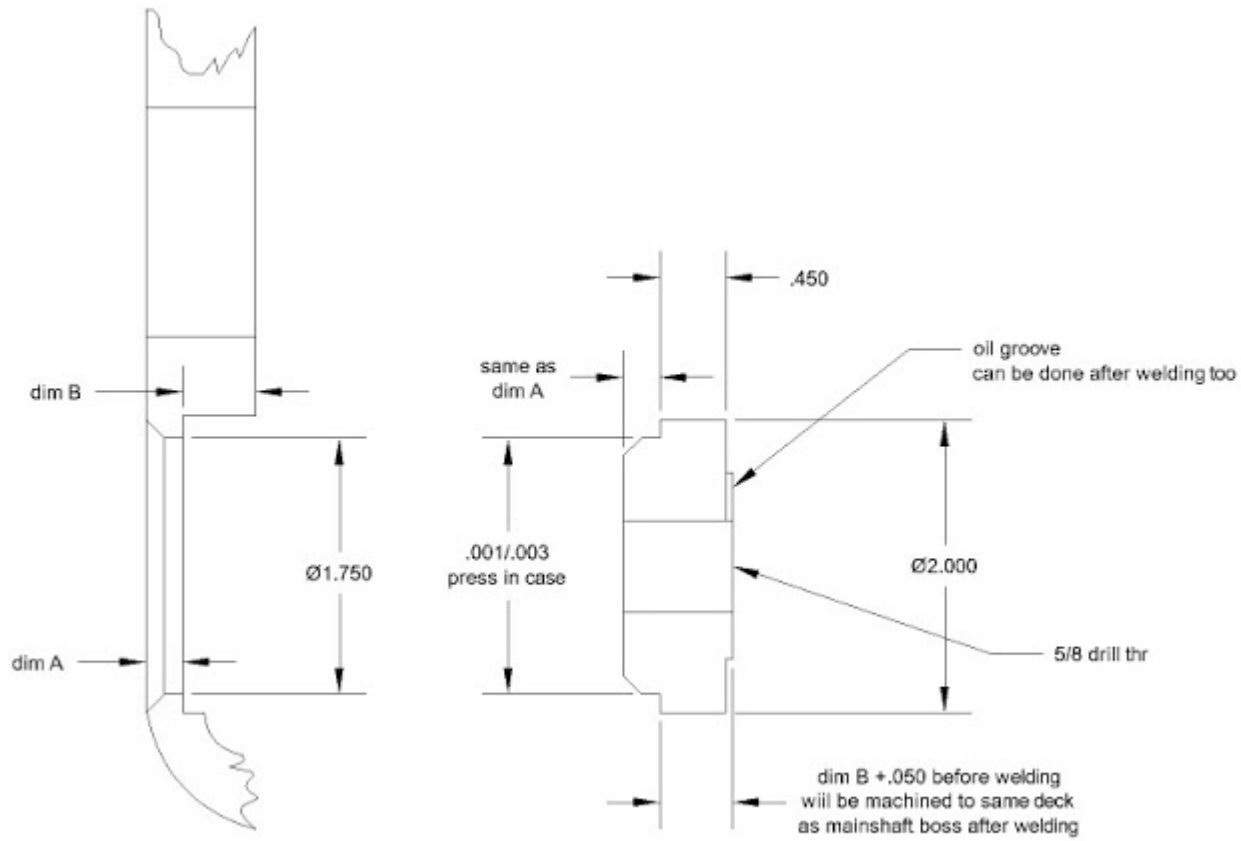 .450
oil groove
can be done after welding too
same as
dim A
dim B
Ø1.750
.001/.003
press in case
Ø2.000
dim A
5/8 drill thr
dim B +.050 before welding
wiil be machined to same deck
as mainshaft boss after welding